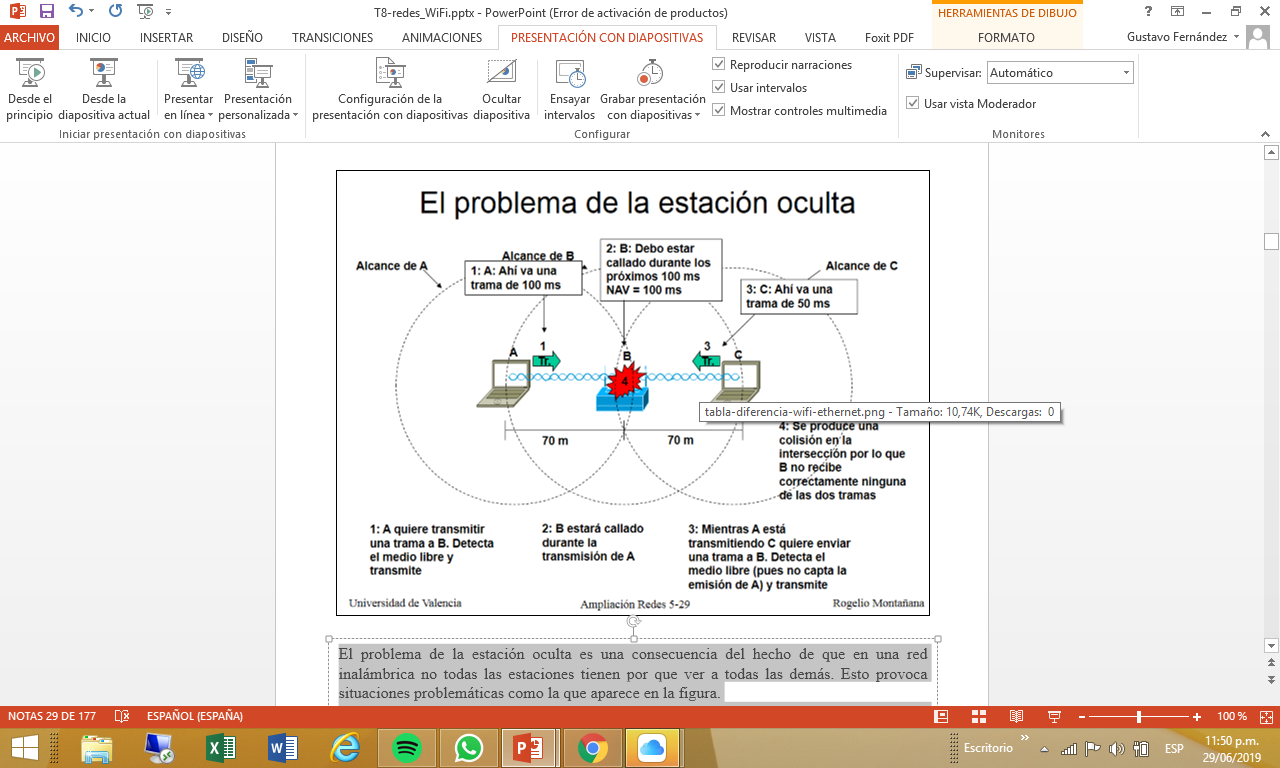 T8-redes_WiFi.pptx - PowerPoint (Error de activación de productos)
HERRAMIENTAS DE DIBUJO
ARCHIVO INICIO INSERTAR DISEÑO TRANSICIONES ANIMACIONES PRESENTACIÓN CON DIAPOSITIVAS REVISAR VISTA Foxit PDF FORMATO Gustavo Fernández
Desde el
principio
Desde la
diapositiva actual
Presentar
en línea
Presentación
personalizada
Iniciar presentación con diapositivas
Configuración de la
presentación con diapositivas
Ocultar
diapositiva
Ensayar
intervalos
Grabar presentación
con diapositivas
Reproducir narraciones
Usar intervalos
Mostrar controles multimedia
Configurar
Supervisar: Automático
Usar vista Moderador
Monitores
El problema de la estación oculta
Alcance de A
Alcance de B
1: A: Ahí va una
trama de 100 ms
2: B: Debo estar
callado durante los
próximos 100 ms
NAV = 100 ms
Alcance de C
3: C: Ahí va una
trama de 50 ms
A
1
Tr.
B
4
3
Tr.
C
tabla-diferencia-wifi-ethernet.png - Tamaño: 10,74K, Descargas: 0
70 m
70 m
4: Se produce una
colisión en la
intersección por lo que
B no recibe
correctamente ninguna
de las dos tramas
1: A quiere transmitir
una trama a B. Detecta
el medio libre y
transmite
2: B estará callado
durante la
transmisión de A
3: Mientras A está
transmitiendo C quiere enviar
una trama a B. Detecta el
medio libre (pues no capta la
emisión de A) y transmite
Universidad de Valencia
Ampliación Redes 5-29
Rogelio Montañana
El problema de la estación oculta es una consecuencia del hecho de que en una red
inalámbrica no todas las estaciones tienen por que ver a todas las demás. Esto provoca
situaciones problemáticas como la que aparece en la figura.
NOTAS 29 DE 177 ESPAÑOL (ESPAÑA) 100 %
Escritorio ESP
11:50 p.m.
29/06/2019